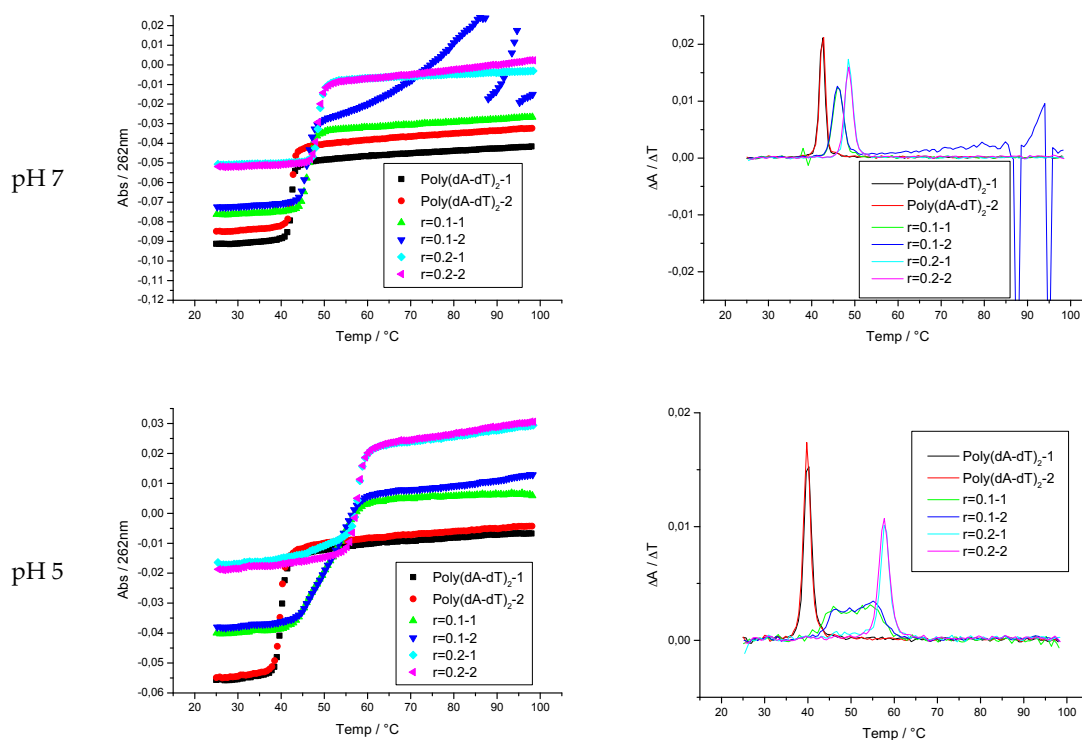 pH 7
0,02
0,01
0,00
-0,01
-0,02
-0,03
-0,04
-0,05
-0,06
-0,07
-0,08
-0,09
-0,10
-0,11
-0,12
Abs / 262nm
20 30 40 50 60 70 80 90 100
Temp / °C
Poly(dA-dT)2-1
Poly(dA-dT)2-2
r=0.1-1
r=0.1-2
r=0.2-1
r=0.2-2
0,02
0,01
0,00
-0,01
-0,02
ΔA / ΔT
20 30 40 50 60 70 80 90 100
Temp / °C
Poly(dA-dT)2-1
Poly(dA-dT)2-2
r=0.1-1
r=0.1-2
r=0.2-1
r=0.2-2
pH 5
0,03
0,02
0,01
0,00
-0,01
-0,02
-0,03
-0,04
-0,05
-0,06
Abs / 262nm
20 30 40 50 60 70 80 90 100
Temp / °C
Poly(dA-dT)2-1
Poly(dA-dT)2-2
r=0.1-1
r=0.1-2
r=0.2-1
r=0.2-2
0,02
0,01
0,00
ΔA / ΔT
20 30 40 50 60 70 80 90 100
Temp / °C
Poly(dA-dT)2-1
Poly(dA-dT)2-2
r=0.1-1
r=0.1-2
r=0.2-1
r=0.2-2